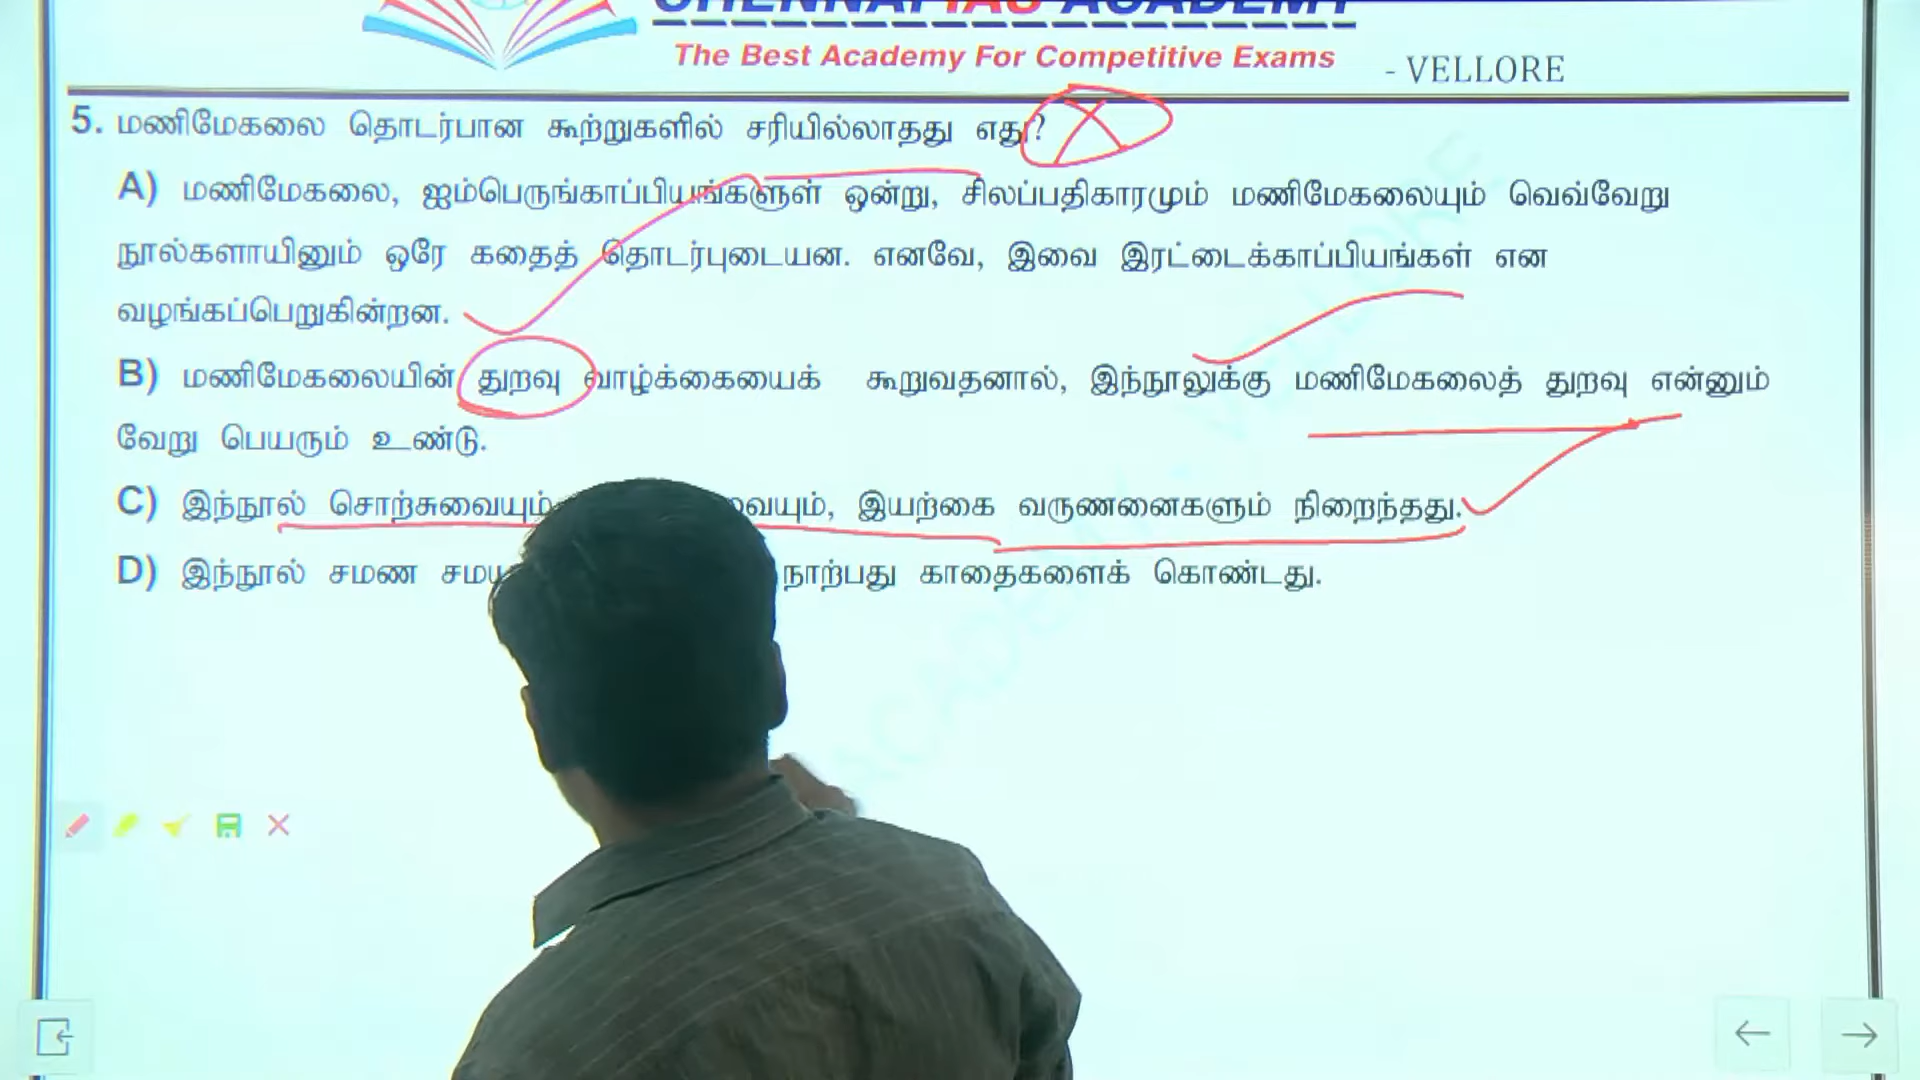 CHENNAI IAS ACADEMY
The Best Academy For Competitive Exams
- VELLORE
5. மணிமேகலை தொடர்பான கூற்றுகளில் சரியில்லாதது எது?
A) மணிமேகலை, ஐம்பெருங்காப்பியங்களுள் ஒன்று, சிலப்பதிகாரமும் மணிமேகலையும் வெவ்வேறு
நூல்களாயினும் ஒரே கதைத் தொடர்புடையன. எனவே, இவை இரட்டைக்காப்பியங்கள் என
வழங்கப்பெறுகின்றன.
B) மணிமேகலையின் துறவு வாழ்க்கையைக் கூறுவதனால், இந்நூலுக்கு மணிமேகலைத் துறவு என்னும்
வேறு பெயரும் உண்டு.
C) இந்நூல் சொற்சுவையும் இயற்கை வருணனைகளும் நிறைந்தது.
D) இந்நூல் சமண நாற்பது காதைகளைக் கொண்டது.